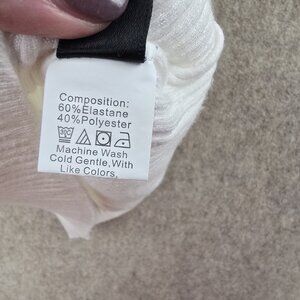 Composition:
60%Elastane
40%Polyester
Machine Wash
Cold Gentle,With
Like Colors,